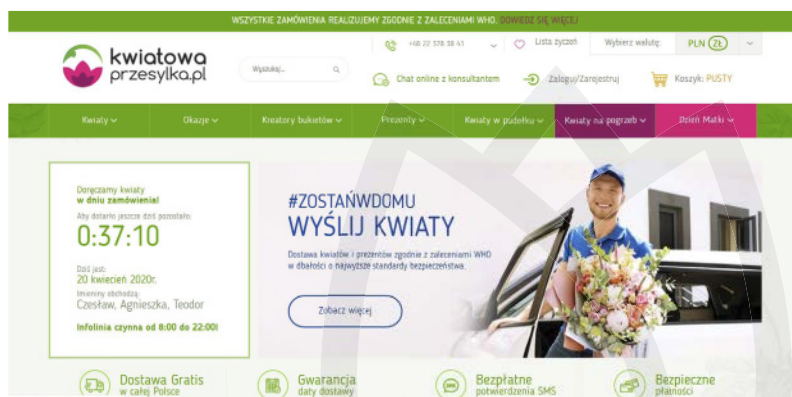 WSZYSTKIE ZAMÓWIENIA REALIZUJEMY ZGODNIE Z ZALECENIAMI WHO. DOWIEDZ SIĘ WIĘCEJ
kwiatowa
przesylka.pl
+48 22 378 38 41
Lista życzeń
Wybierz walutę:
PLN ZŁ
Wyszukaj...
Chat online z konsultantem
Zaloguj/Zarejestruj
Koszyk: PUSTY
Kwiaty
Okazje
Kreatory bukietów
Prezenty
Kwiaty w pudełku
Kwiaty na pogrzeb
Dzień Matki
Doręczamy kwiaty
w dniu zamówienia!
Aby dotarło jeszcze dziś pozostało:
0:37:10
Dziś jest:
20 kwiecień 2020r.
Imieniny obchodzą:
Czesław, Agnieszka, Teodor
Infolinia czynna od 8:00 do 22:00!
#ZOSTAŃWDOMU
WYŚLIJ KWIATY
Dostawa kwiatów i prezentów zgodnie z zaleceniami WHO
w dbałości o najwyższe standardy bezpieczeństwa.
Zobacz więcej
Dostawa Gratis
w całej Polsce
Gwarancja
daty dostawy
Bezpłatne
potwierdzenia SMS
Bezpieczne
płatności